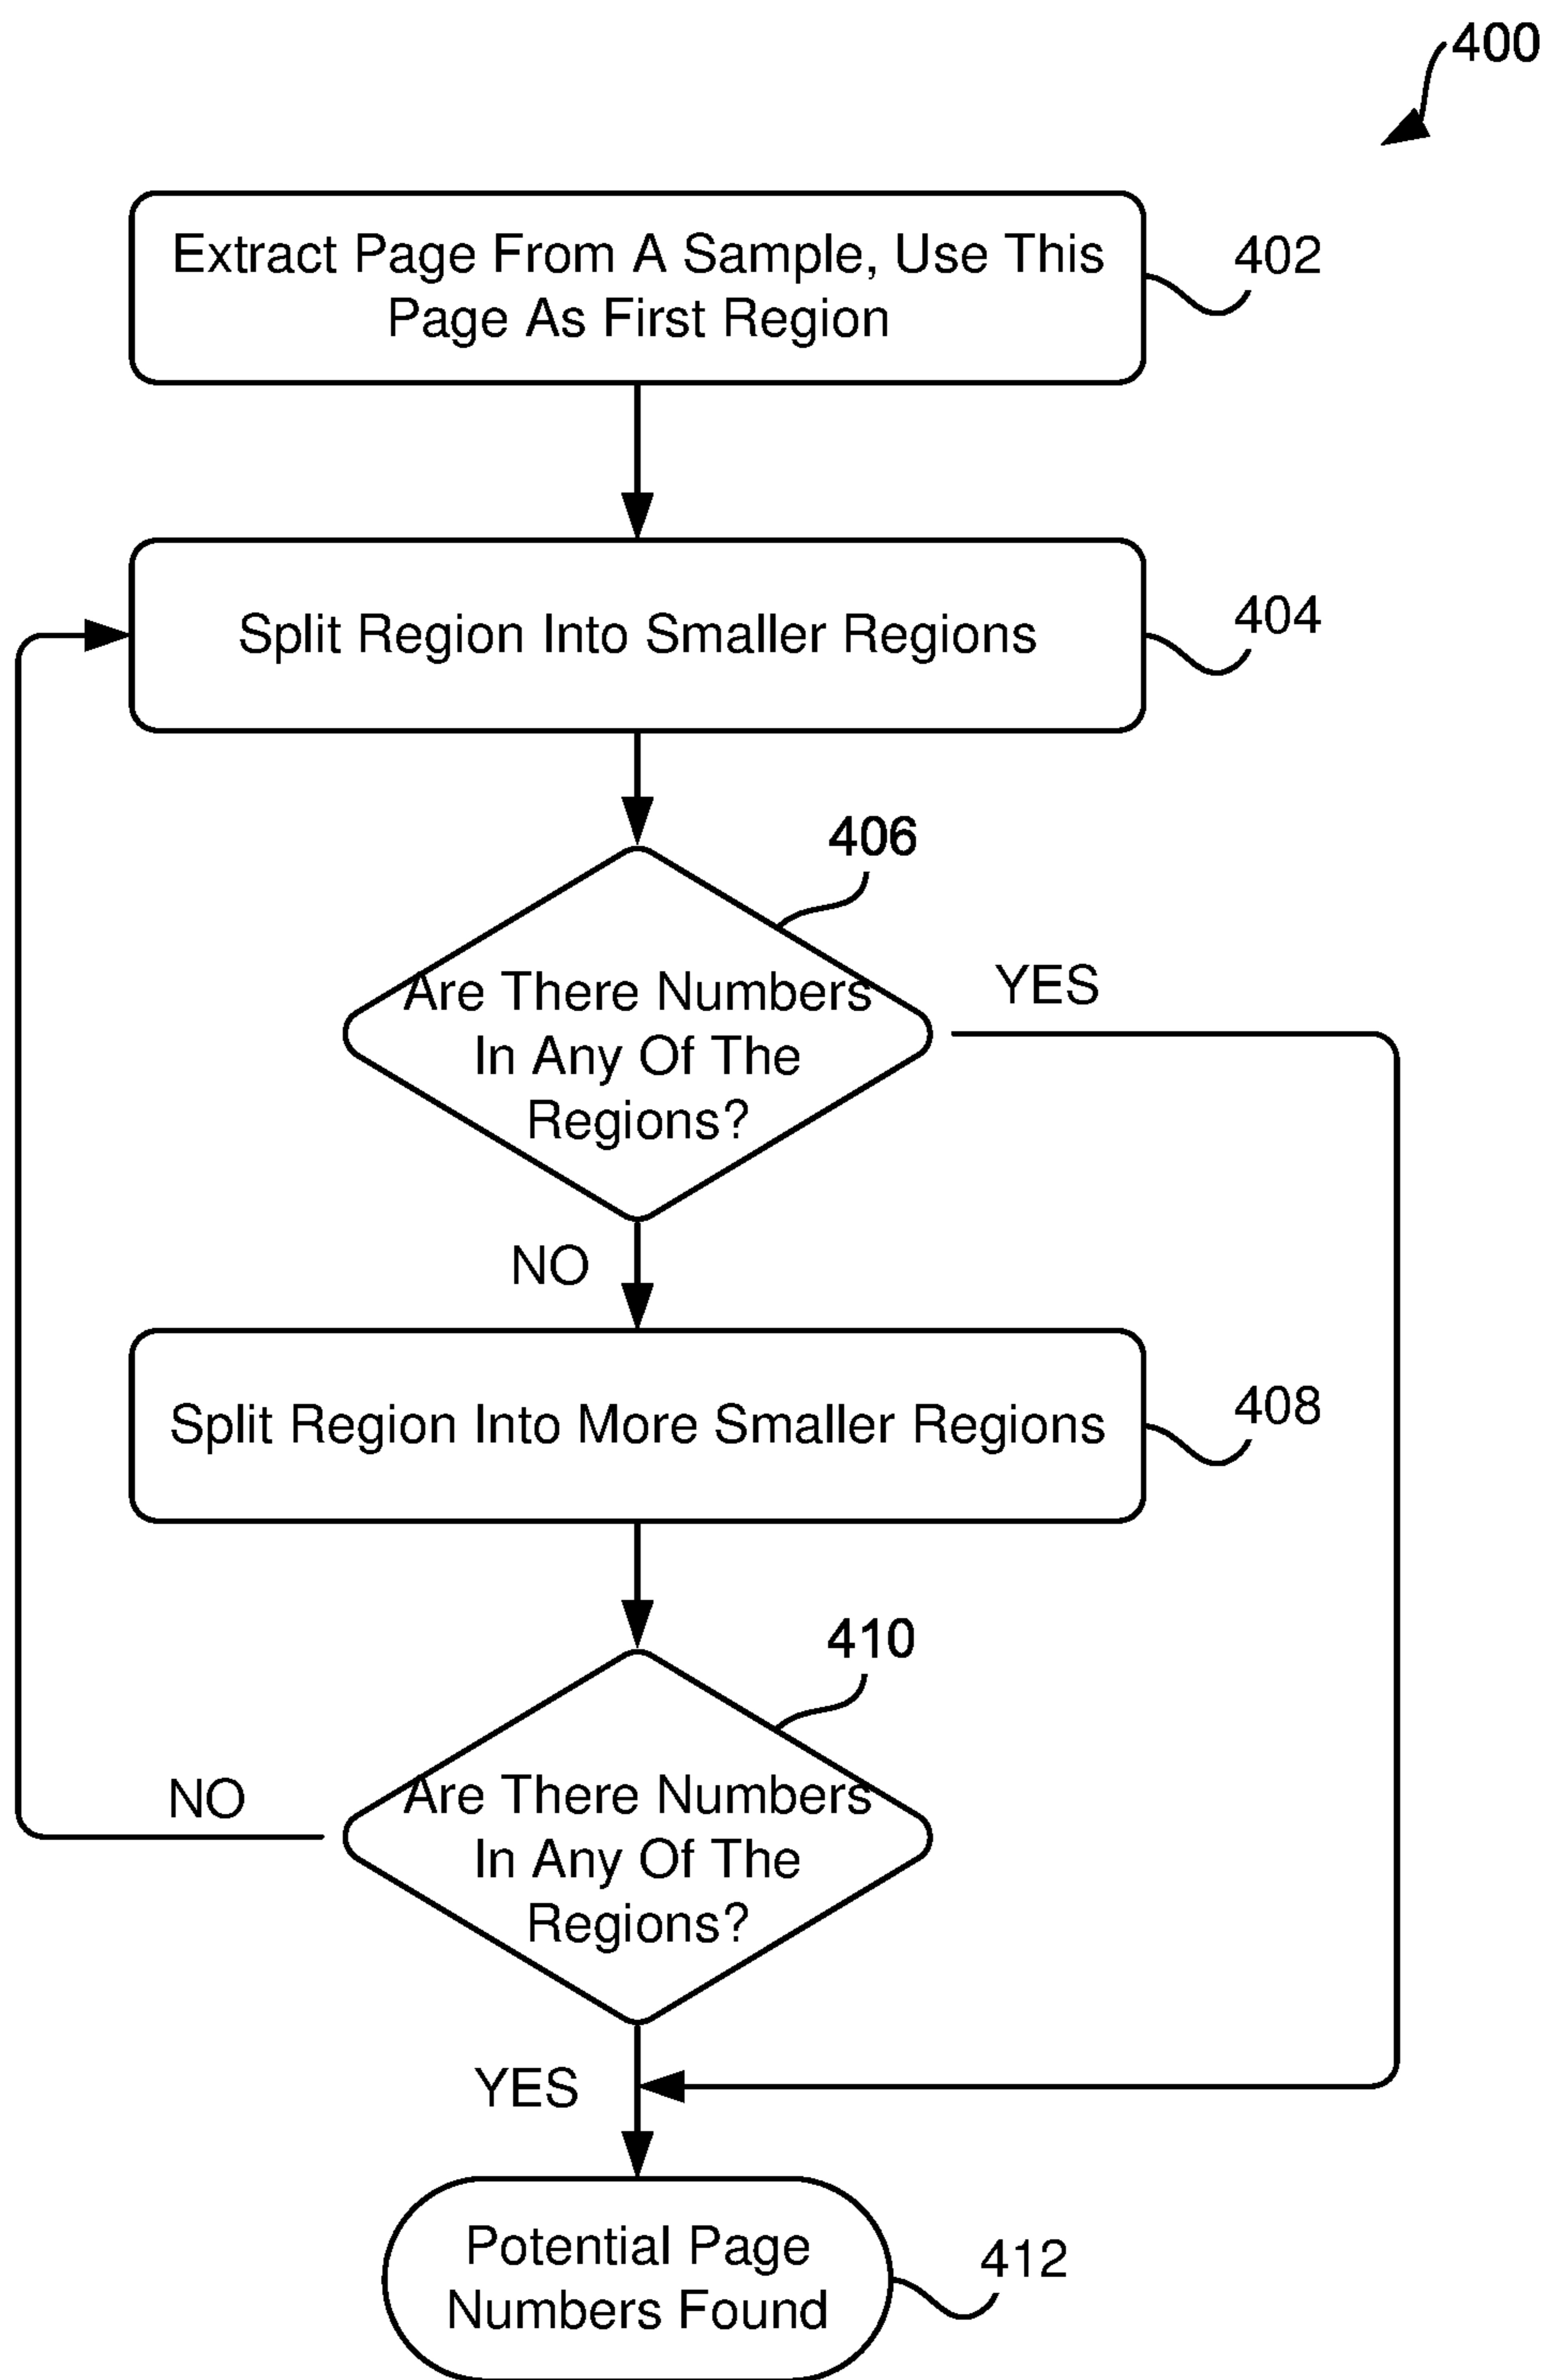 400
Extract Page From A Sample, Use This
Page As First Region
402
Split Region Into Smaller Regions
404
406
Are There Numbers
In Any Of The
Regions?
YES
NO
Split Region Into More Smaller Regions
408
410
Are There Numbers
In Any Of The
Regions?
NO
YES
Potential Page
Numbers Found
412